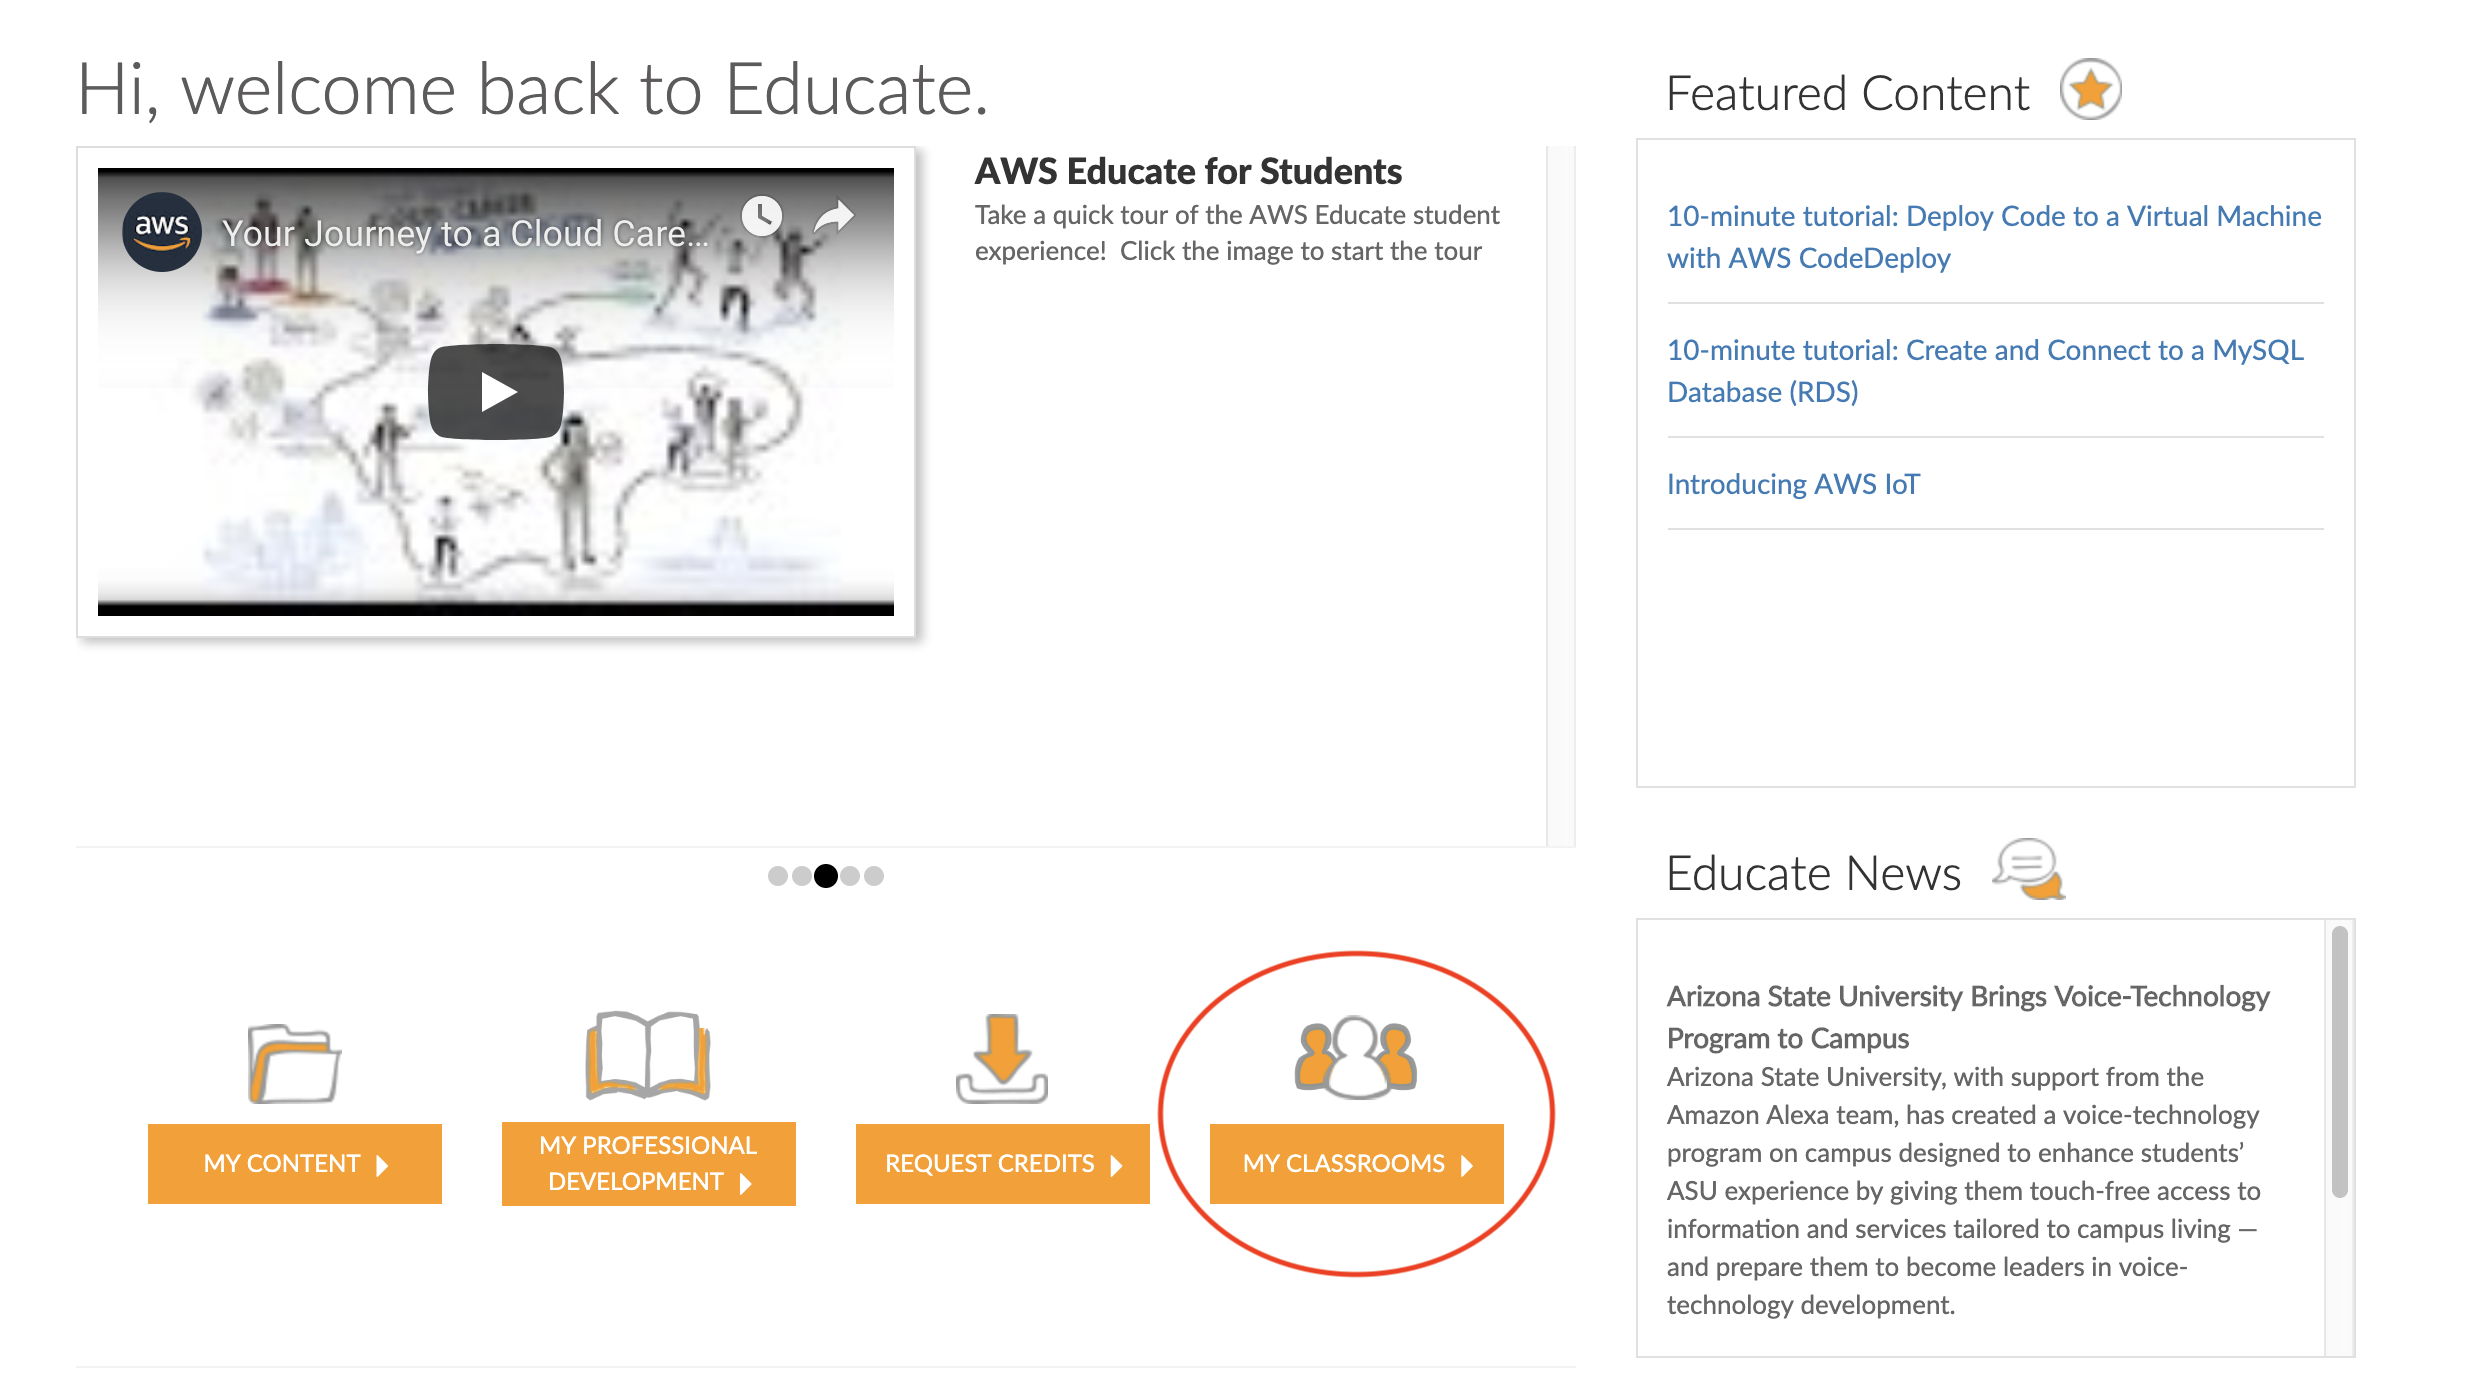 Hi, welcome back to Educate.
aws
Your Journey to a Cloud Care...
AWS Educate for Students
Take a quick tour of the AWS Educate student
experience!  Click the image to start the tour
MY CONTENT
MY PROFESSIONAL
DEVELOPMENT
REQUEST CREDITS
MY CLASSROOMS
Featured Content
10-minute tutorial: Deploy Code to a Virtual Machine
with AWS CodeDeploy
10-minute tutorial: Create and Connect to a MySQL
Database (RDS)
Introducing AWS IoT
Educate News
Arizona State University Brings Voice-Technology
Program to Campus
Arizona State University, with support from the
Amazon Alexa team, has created a voice-technology
program on campus designed to enhance students’
ASU experience by giving them touch-free access to
information and services tailored to campus living —
and prepare them to become leaders in voice-
technology development.